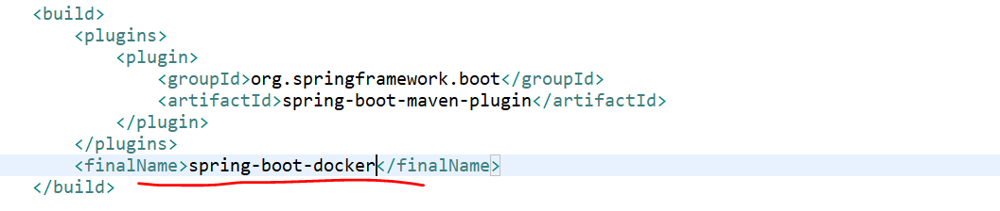 <build>
<plugins>
<plugin>
<groupId>org.springframework.boot</groupId>
<artifactId>spring-boot-maven-plugin</artifactId>
</plugin>
</plugins>
<finalName>spring-boot-docker</finalName>
</build>